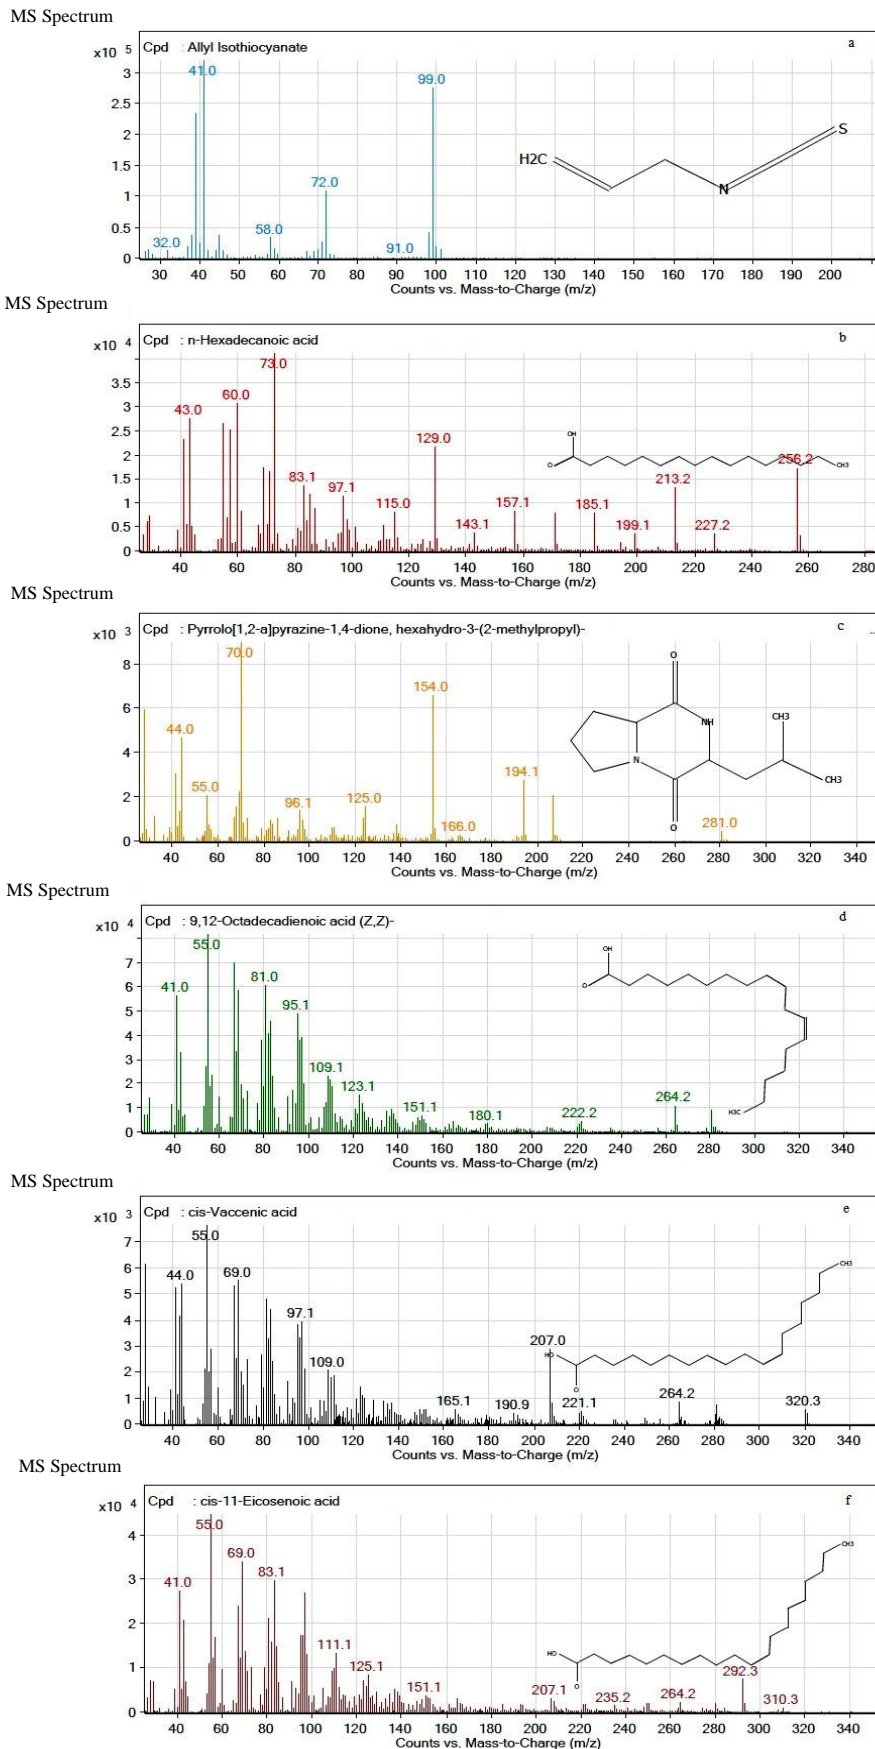 MS Spectrum
Cpd : Allyl Isothiocyanate a
x10 5
3
2.5
2
1.5
1
0.5
0
41.0
99.0
72.0
58.0
32.0
91.0
H2C
N
S
30 40 50 60 70 80 90 100 110 120 130 140 150 160 170 180 190 200
Counts vs. Mass-to-Charge (m/z)
MS Spectrum
Cpd : n-Hexadecanoic acid b
x10 4
3.5
3
2.5
2
1.5
1
0.5
0
73.0
60.0
43.0
129.0
83.1
97.1
115.0
143.1
157.1
185.1
199.1
213.2
227.2
256.2
OH
O
CH3
40 60 80 100 120 140 160 180 200 220 240 260 280
Counts vs. Mass-to-Charge (m/z)
MS Spectrum
Cpd : Pyrrolo[1,2-a]pyrazine-1,4-dione, hexahydro-3-(2-methylpropyl)- c ..
x10 3
8
6
4
2
0
70.0
154.0
44.0
55.0
96.1
125.0
166.0
194.1
281.0
O
NH
CH3
N
CH3
O
40 60 80 100 120 140 160 180 200 220 240 260 280 300 320 340
Counts vs. Mass-to-Charge (m/z)
MS Spectrum
Cpd : 9,12-Octadecadienoic acid (Z,Z)- d
x10 4
7
6
5
4
3
2
1
0
55.0
41.0
81.0
95.1
109.1
123.1
151.1
180.1
222.2
264.2
OH
O
H3C
40 60 80 100 120 140 160 180 200 220 240 260 280 300 320 340
Counts vs. Mass-to-Charge (m/z)
MS Spectrum
Cpd : cis-Vaccenic acid e
x10 3
7
6
5
4
3
2
1
0
55.0
44.0
69.0
97.1
109.0
165.1
190.9
207.0
221.1
264.2
320.3
HO
O
CH3
40 60 80 100 120 140 160 180 200 220 240 260 280 300 320 340
Counts vs. Mass-to-Charge (m/z)
MS Spectrum
Cpd : cis-11-Eicosenoic acid f
x10 4
4
3
2
1
0
55.0
69.0
41.0
83.1
111.1
125.1
151.1
207.1
235.2
264.2
292.3
310.3
HO
O
CH3
40 60 80 100 120 140 160 180 200 220 240 260 280 300 320 340
Counts vs. Mass-to-Charge (m/z)